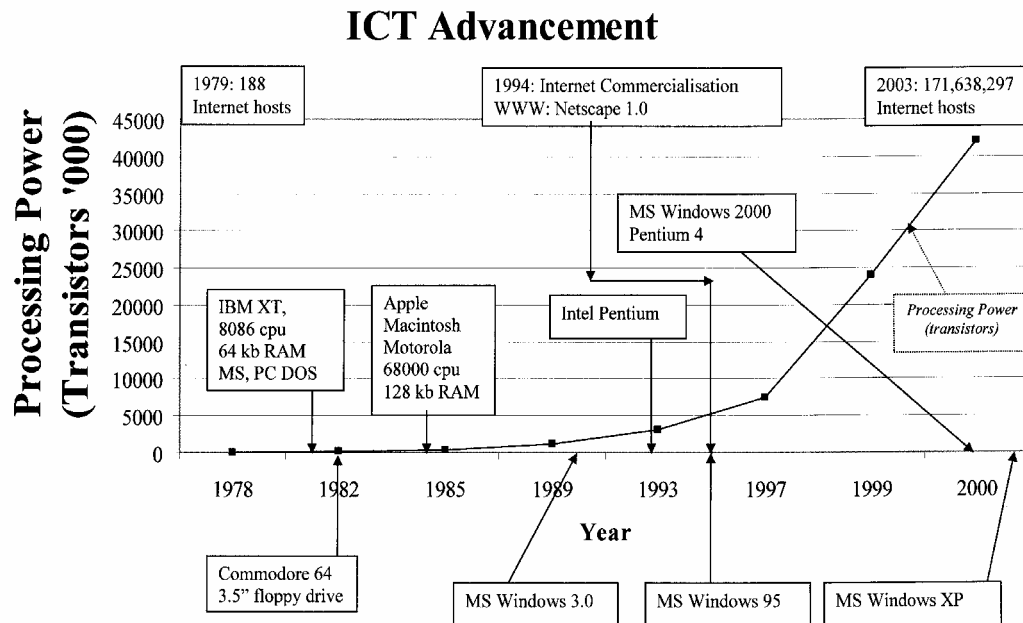 ICT Advancement
1979: 188
Internet hosts
1994: Internet Commercialisation
WWW: Netscape 1.0
2003: 171,638,297
Internet hosts
Processing Power
(Transistors '000)
45000
40000
35000
30000
25000
20000
15000
10000
5000
0
MS Windows 2000
Pentium 4
IBM XT,
8086 cpu
64 kb RAM
MS, PC DOS
Apple
Macintosh
Motorola
68000 cpu
128 kb RAM
Intel Pentium
Processing Power
(transistors)
1978
1982
1985
1989
1993
1997
1999
2000
Year
Commodore 64
3.5” floppy drive
MS Windows 3.0
MS Windows 95
MS Windows XP